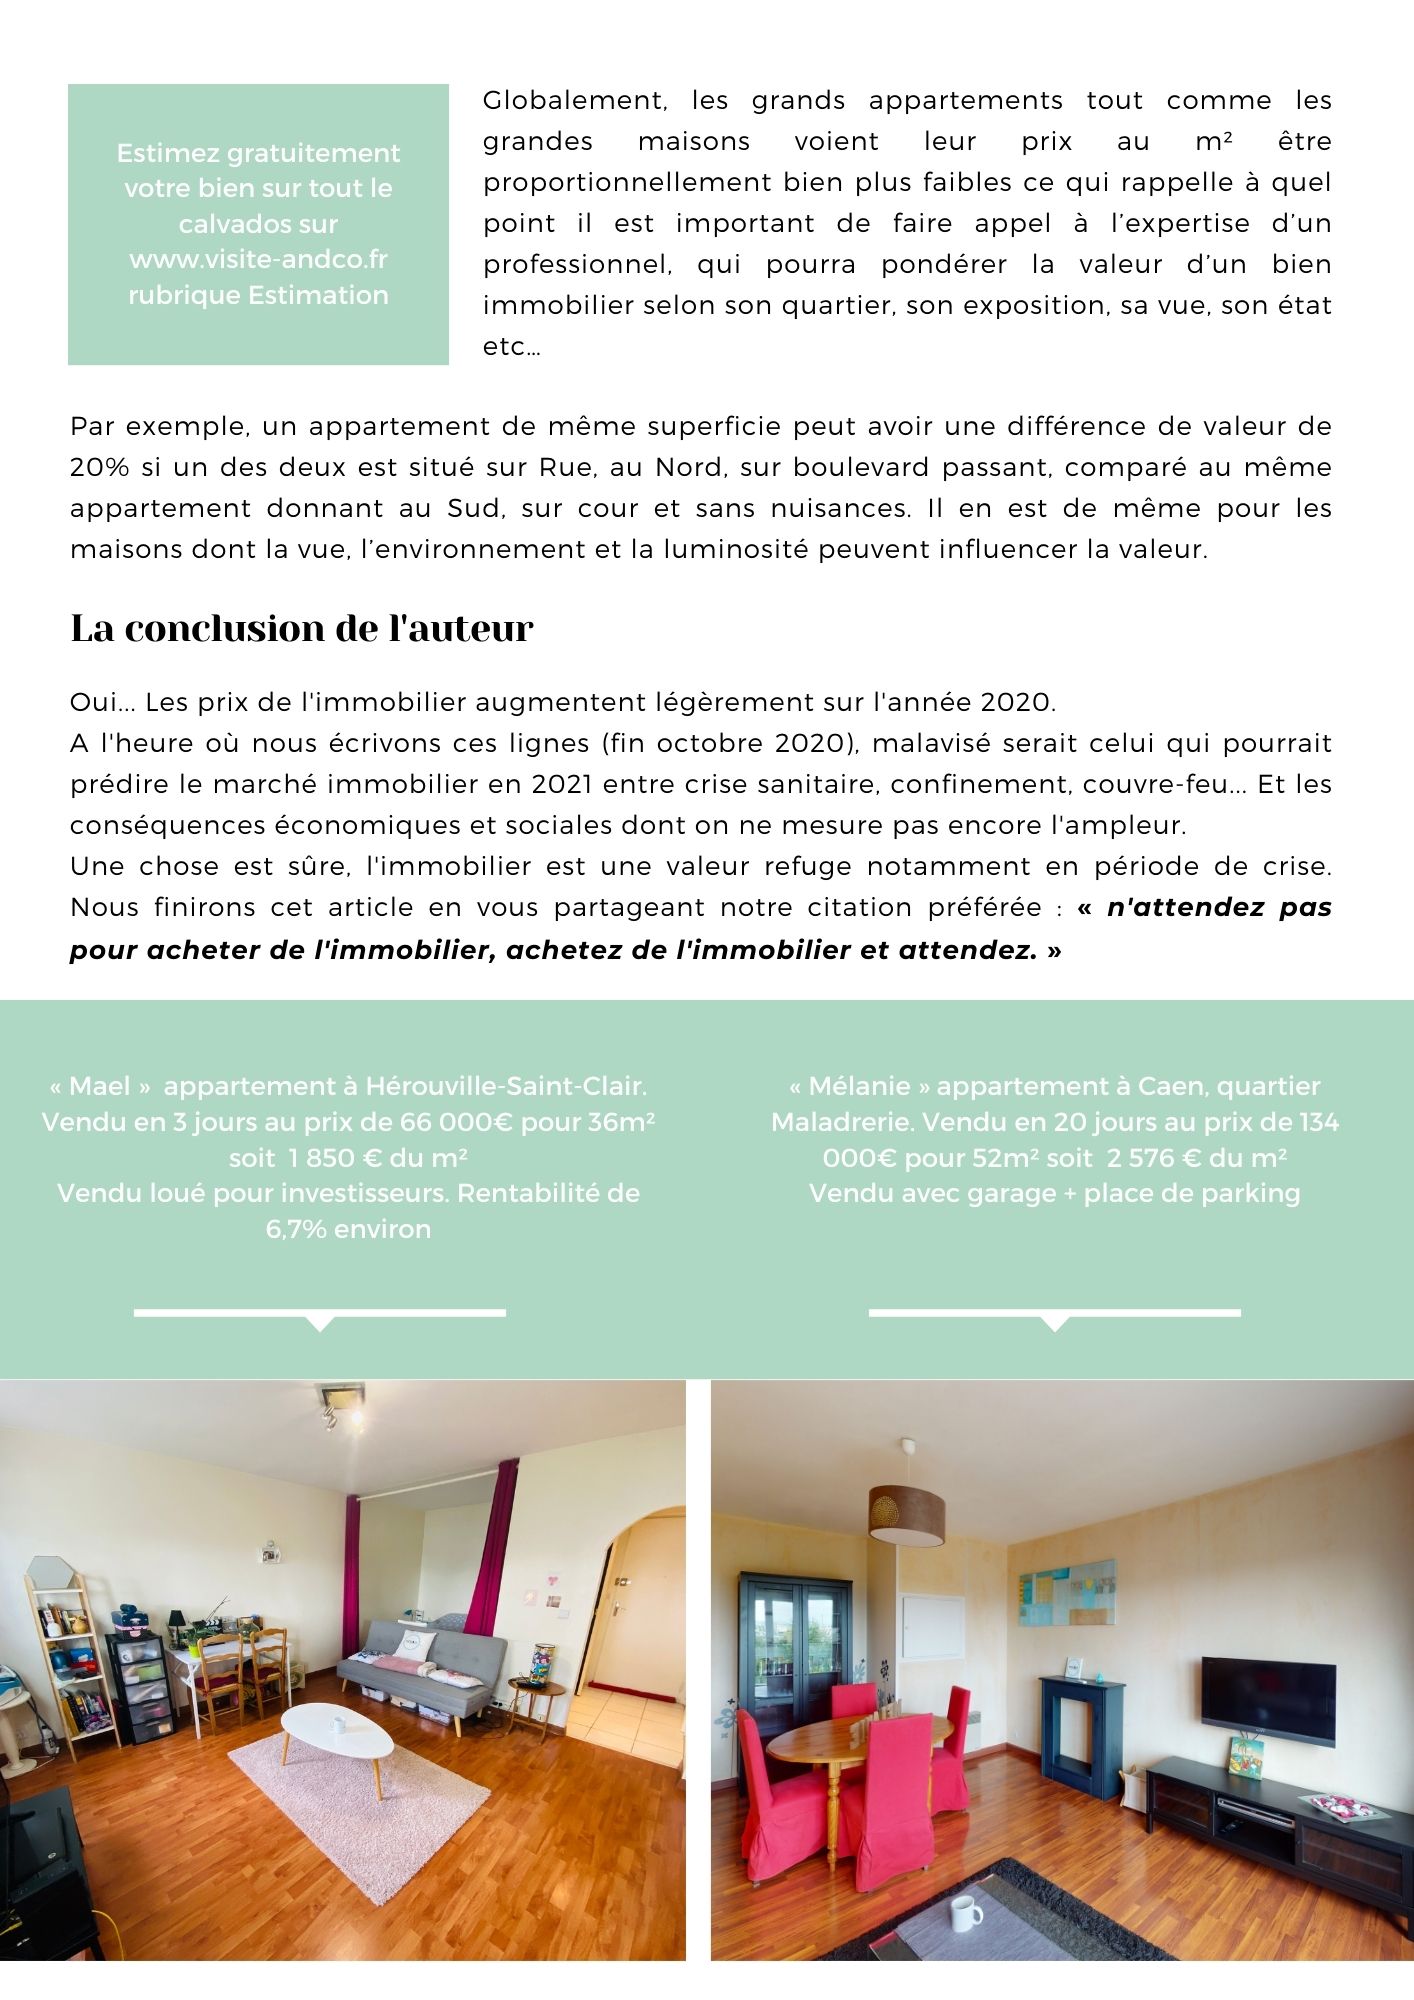 Estimez gratuitement
votre bien sur tout le
calvados sur
www.visite-andco.fr
rubrique Estimation
Globalement, les grands appartements tout comme les
grandes maisons voient leur prix au m² être
proportionnellement bien plus faibles ce qui rappelle à quel
point il est important de faire appel à l’expertise d’un
professionnel, qui pourra pondérer la valeur d’un bien
immobilier selon son quartier, son exposition, sa vue, son état
etc…
Par exemple, un appartement de même superficie peut avoir une différence de valeur de
20% si un des deux est situé sur Rue, au Nord, sur boulevard passant, comparé au même
appartement donnant au Sud, sur cour et sans nuisances. Il en est de même pour les
maisons dont la vue, l’environnement et la luminosité peuvent influencer la valeur.
La conclusion de l'auteur
Oui... Les prix de l'immobilier augmentent légèrement sur l'année 2020.
A l'heure où nous écrivons ces lignes (fin octobre 2020), malavisé serait celui qui pourrait
prédire le marché immobilier en 2021 entre crise sanitaire, confinement, couvre-feu... Et les
conséquences économiques et sociales dont on ne mesure pas encore l'ampleur.
Une chose est sûre, l'immobilier est une valeur refuge notamment en période de crise.
Nous finirons cet article en vous partageant notre citation préférée : « n'attendez pas
pour acheter de l'immobilier, achetez de l'immobilier et attendez. »
« Mael »  appartement à Hérouville-Saint-Clair.
Vendu en 3 jours au prix de 66 000€ pour 36m²
soit  1 850 € du m²
Vendu loué pour investisseurs. Rentabilité de
6,7% environ
« Mélanie » appartement à Caen, quartier
Maladrerie. Vendu en 20 jours au prix de 134
000€ pour 52m² soit  2 576 € du m²
Vendu avec garage + place de parking